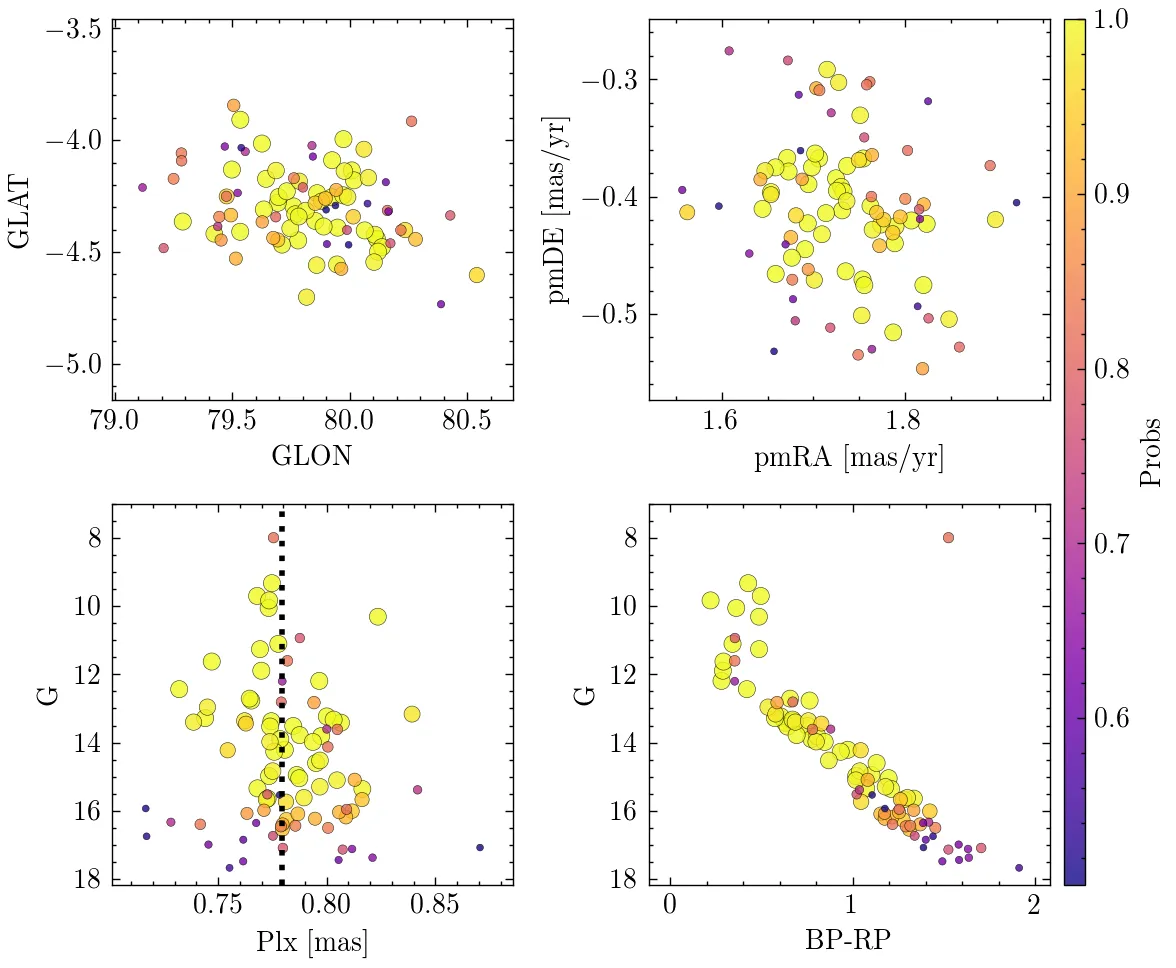 −3.5
−4.0
−4.5
−5.0
GLAT
79.0 79.5 80.0 80.5
GLON
−0.3
−0.4
−0.5
pmDE [mas/yr]
1.6 1.8
pmRA [mas/yr]
1.0
0.9
0.8
0.7
0.6
Probs
8
10
12
14
16
18
G
0.75 0.80 0.85
Plx [mas]
8
10
12
14
16
18
G
0 1 2
BP-RP